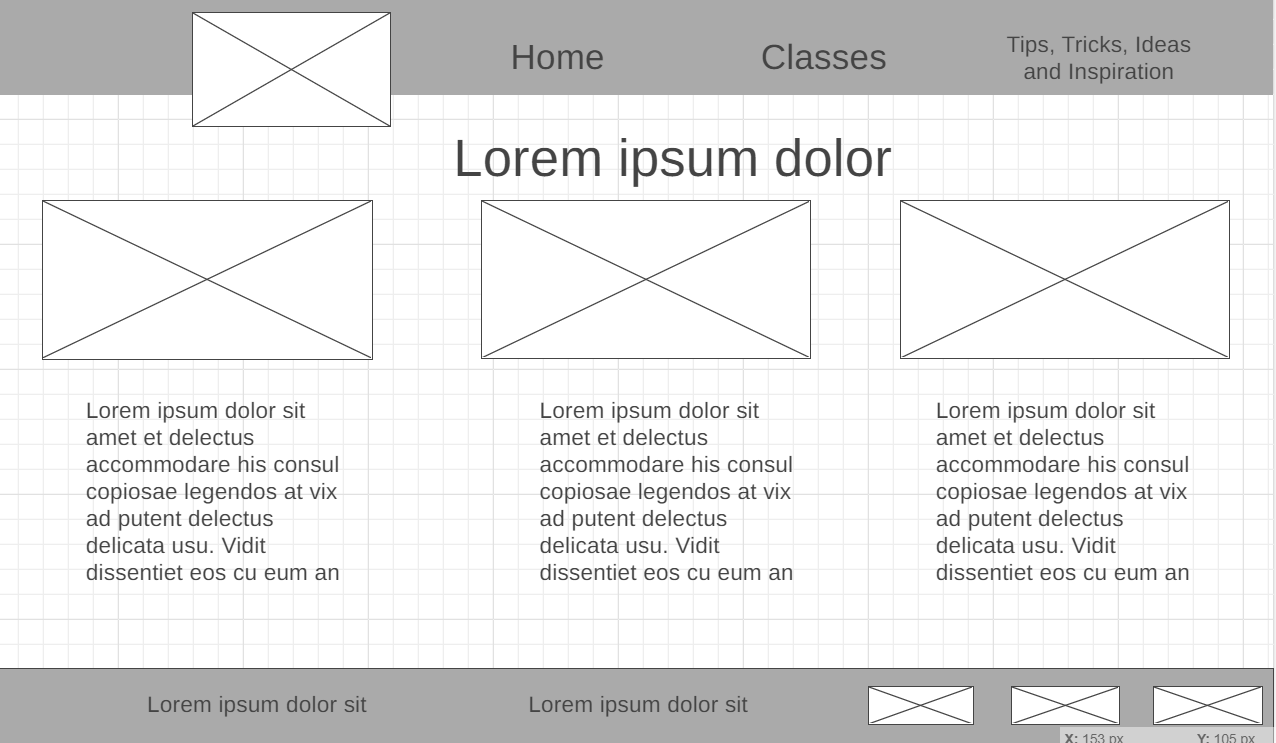 Home
Classes
Tips, Tricks, Ideas
and Inspiration
Lorem ipsum dolor
Lorem ipsum dolor sit
amet et delectus
accommodare his consul
copiosae legendos at vix
ad putent delectus
delicata usu. Vidit
dissentiet eos cu eum an
Lorem ipsum dolor sit
amet et delectus
accommodare his consul
copiosae legendos at vix
ad putent delectus
delicata usu. Vidit
dissentiet eos cu eum an
Lorem ipsum dolor sit
amet et delectus
accommodare his consul
copiosae legendos at vix
ad putent delectus
delicata usu. Vidit
dissentiet eos cu eum an
Lorem ipsum dolor sit
Lorem ipsum dolor sit
X: 153 px Y: 105 px